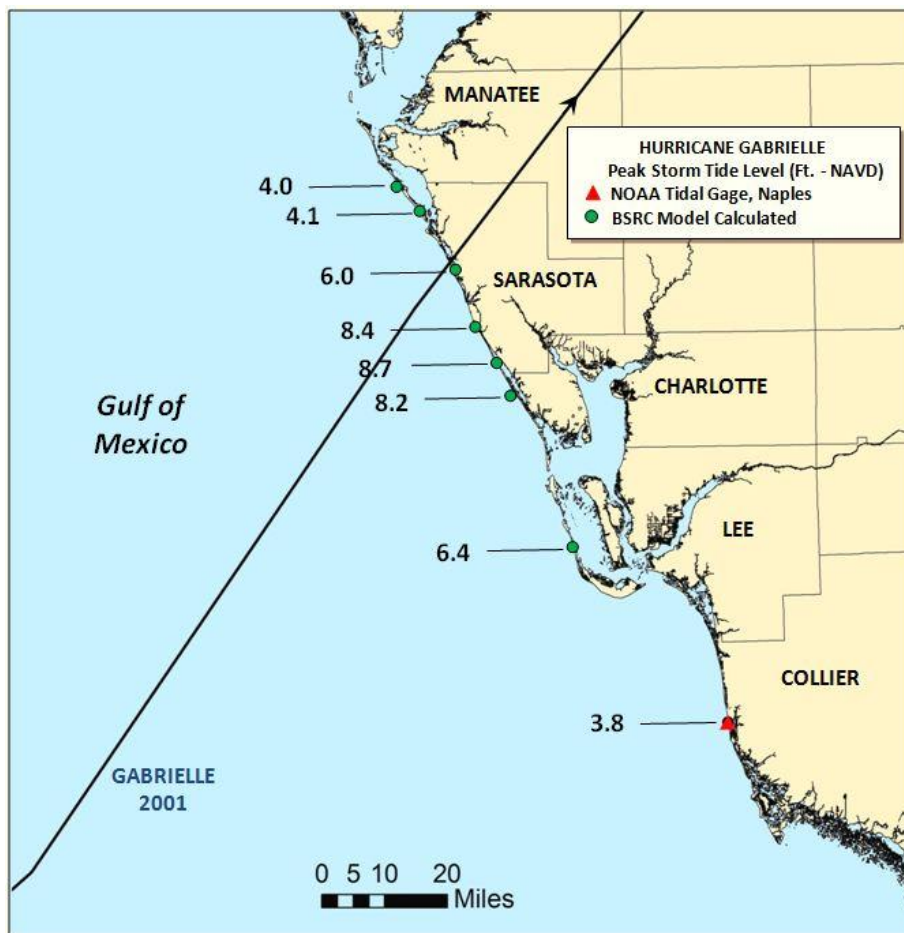 MANATEE
HURRICANE GABRIELLE
Peak Storm Tide Level (Ft. - NAVD)
NOAA Tidal Gage, Naples
BSRC Model Calculated
4.0
4.1
6.0
SARASOTA
8.4
8.7
CHARLOTTE
8.2
Gulf of
Mexico
LEE
6.4
COLLIER
3.8
GABRIELLE
2001
0 5 10 20
Miles